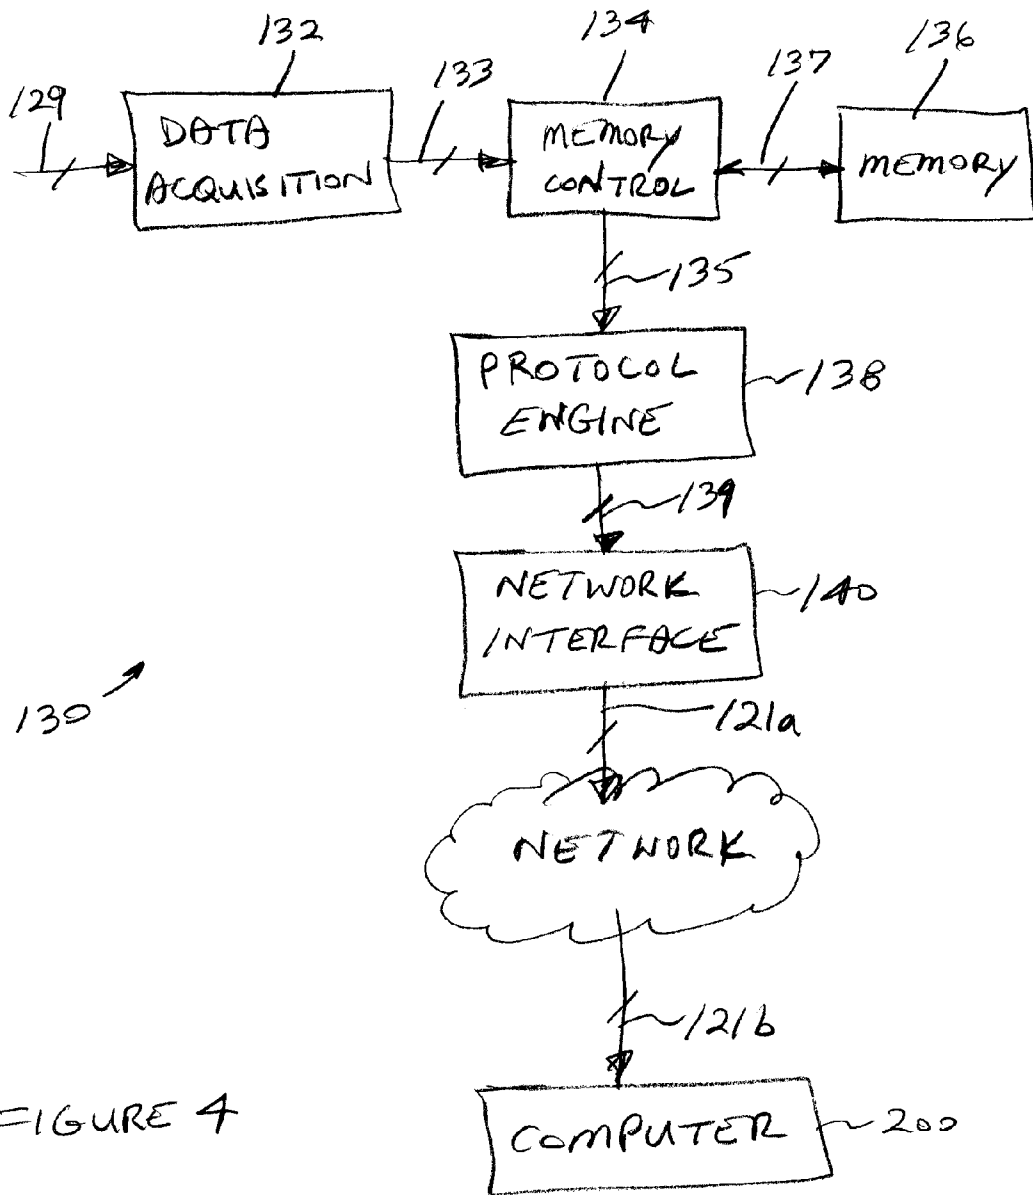 132
134
136
129
133
137
DATA
ACQUISITION
MEMORY
CONTROL
MEMORY
135
PROTOCOL
ENGINE
138
139
NETWORK
INTERFACE
140
130
121a
NETWORK
121b
FIGURE 4
COMPUTER
200